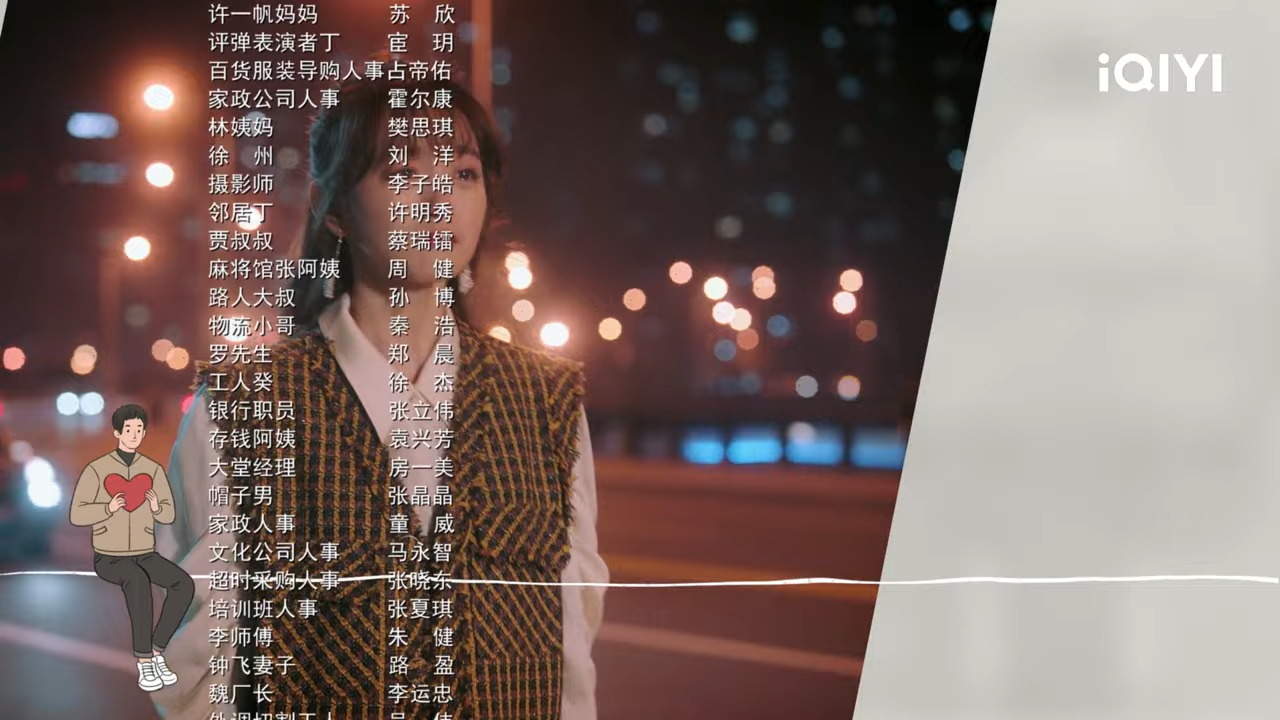 许一帆妈妈 苏欣
评弹表演者丁 宦玥
百货服装导购人事 占帝佑
家政公司人事 霍尔康
林姨妈 樊思琪
徐州 刘洋
摄影师 李子皓
邻居丁 许明秀
贾叔叔 蔡瑞镭
麻将馆张阿姨 周健
路人大叔 孙博
物流小哥 秦浩
罗先生 郑晨
工人癸 徐杰
银行职员 张立伟
存钱阿姨 袁兴芳
大堂经理 房一美
帽子男 张晶晶
家政人事 童威
文化公司人事 马永智
超时采购人事 张晓东
培训班人事 张夏琪
李师傅 朱健
钟飞妻子 路盈
魏厂长 李运忠
iQIYI